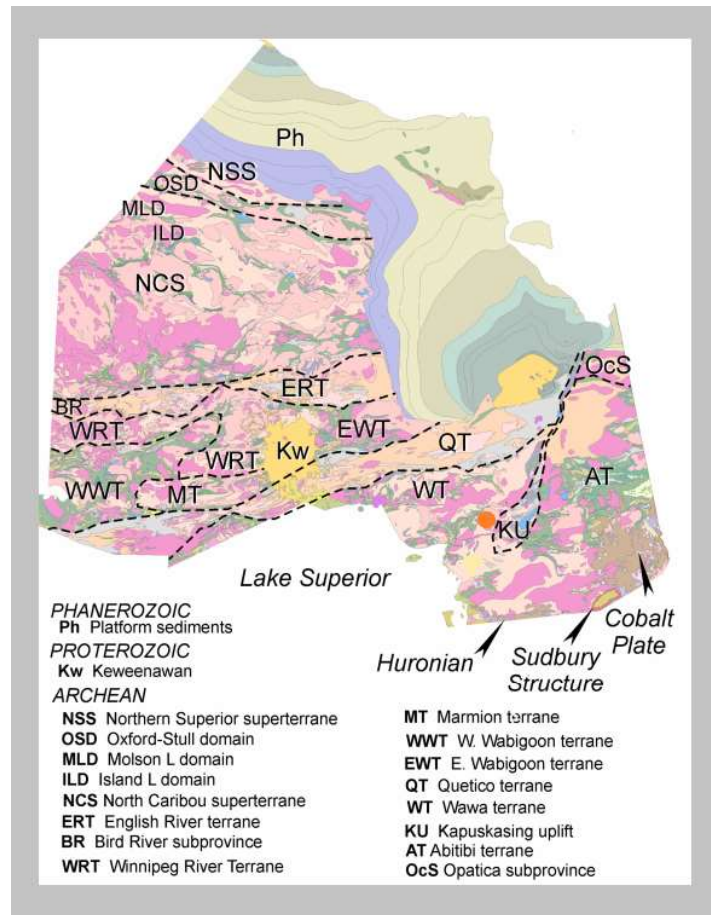 Ph
NSS
OSD
MLD
ILD
NCS
OcS
ERT
BR
WRT
EWT
QT
WRT
Kw
AT
WWT
MT
WT
KU
Lake Superior
Cobalt
Plate
Huronian
Sudbury
Structure
PHANEROZOIC
Ph Platform sediments
PROTEROZOIC
Kw Keweenawan
ARCHEAN
NSS Northern Superior superterrane
OSD Oxford-Stull domain
MLD Molson L domain
ILD Island L domain
NCS North Caribou superterrane
ERT English River terrane
BR Bird River subprovince
WRT Winnipeg River Terrane
MT Marmion terrane
WWT W. Wabigoon terrane
EWT E. Wabigoon terrane
QT Quetico terrane
WT Wawa terrane
KU Kapuskasing uplift
AT Abitibi terrane
OcS Opatica subprovince